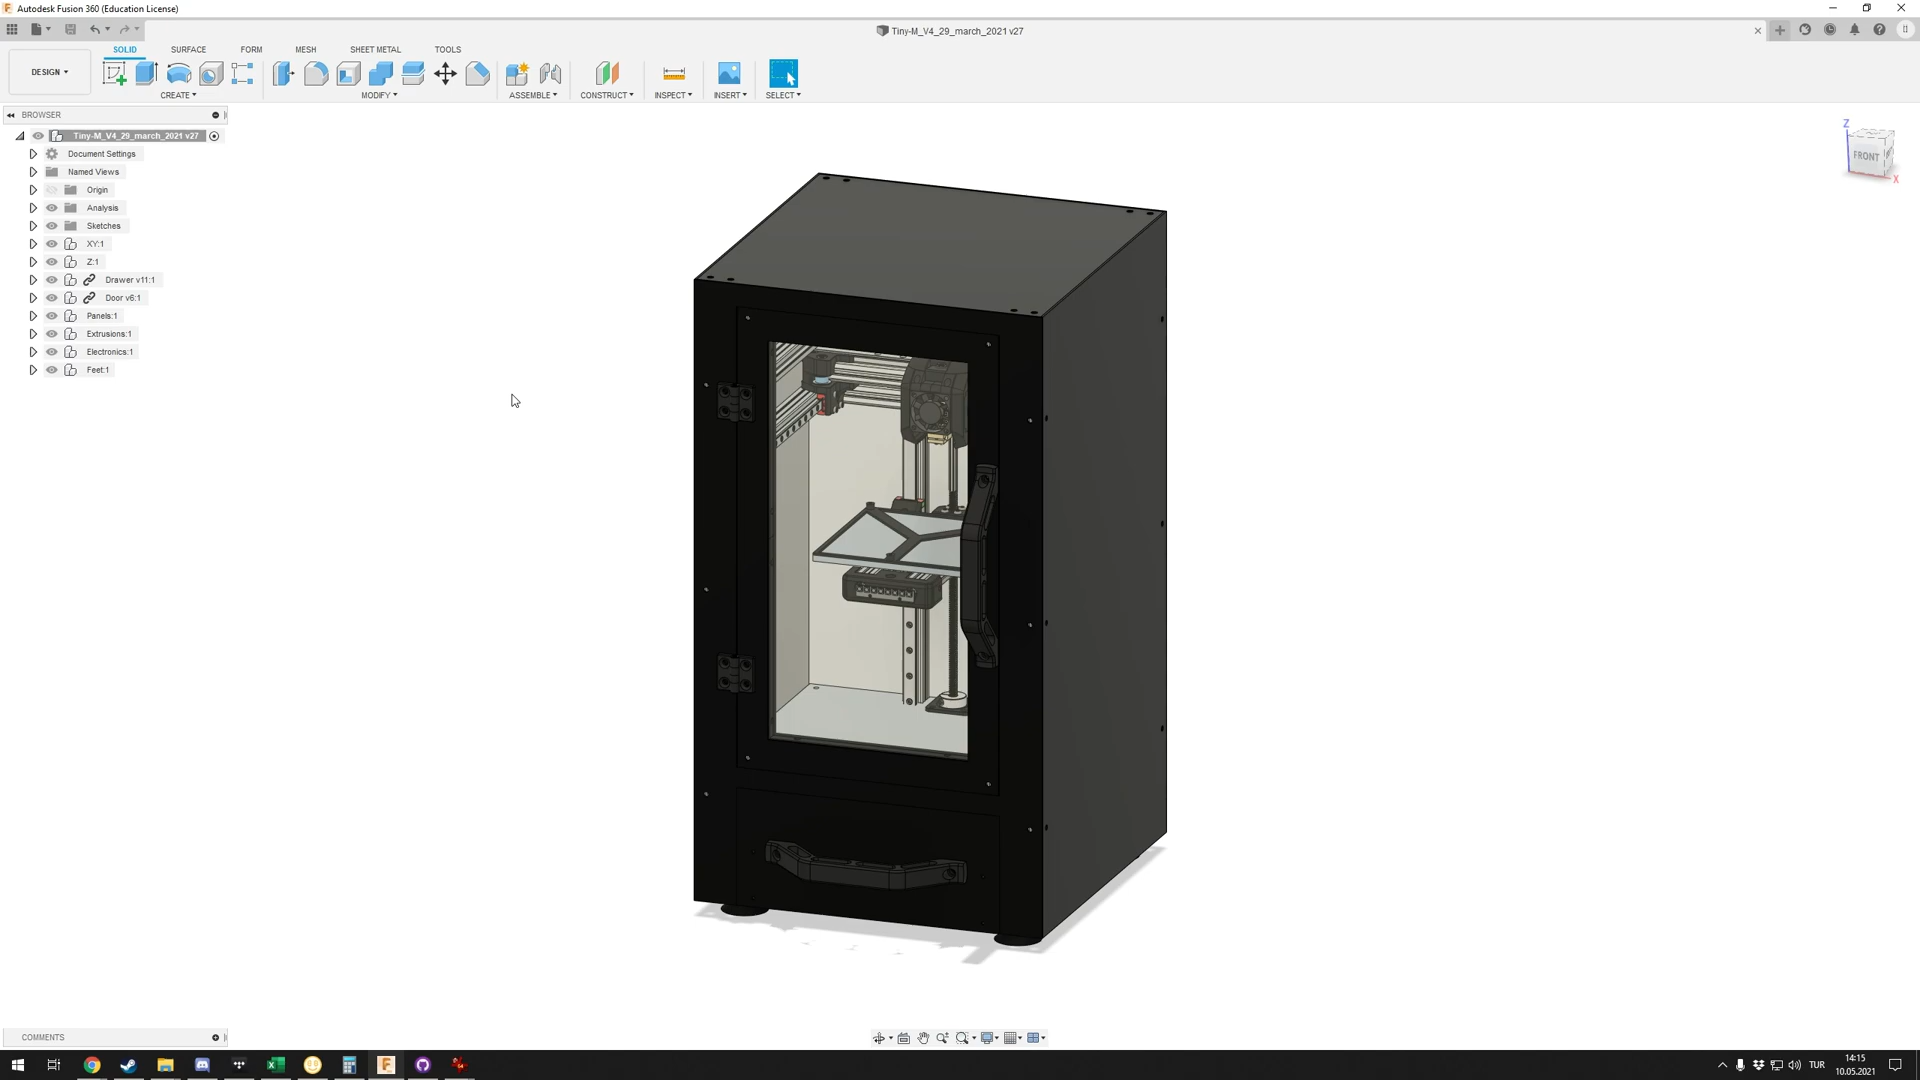 Autodesk Fusion 360 (Education License)
Tiny-M_V4_29_march_2021 v27
SOLID SURFACE FORM MESH SHEET METAL TOOLS
DESIGN
CREATE MODIFY ASSEMBLE CONSTRUCT INSPECT INSERT SELECT
BROWSER
Tiny-M_V4_29_march_2021 v27
Document Settings
Named Views
Origin
Analysis
Sketches
XY:1
Z:1
Drawer v11:1
Door v6:1
Panels:1
Extrusions:1
Electronics:1
Feet:1
Z
FRONT
X
COMMENTS
TUR
14:15
10.05.2021